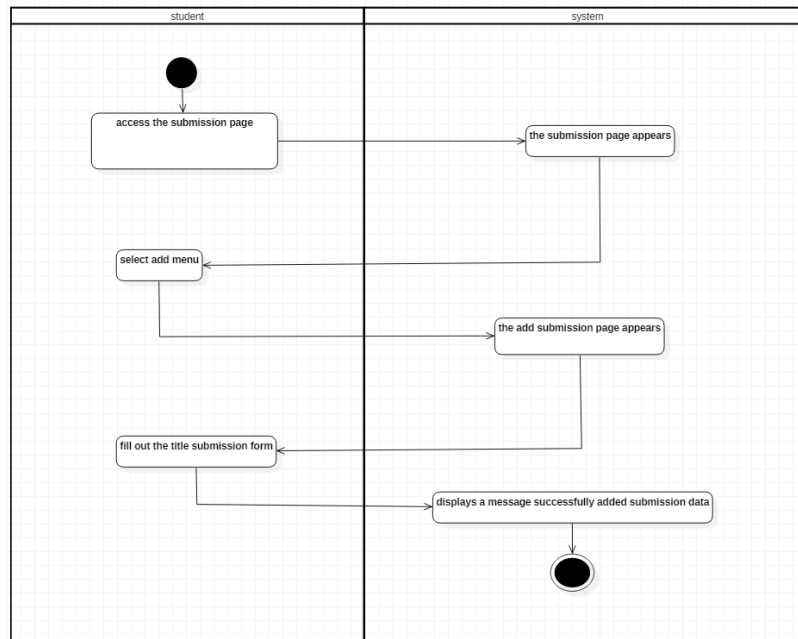 student
system
access the submission page
the submission page appears
select add menu
the add submission page appears
fill out the title submission form
displays a message successfully added submission data